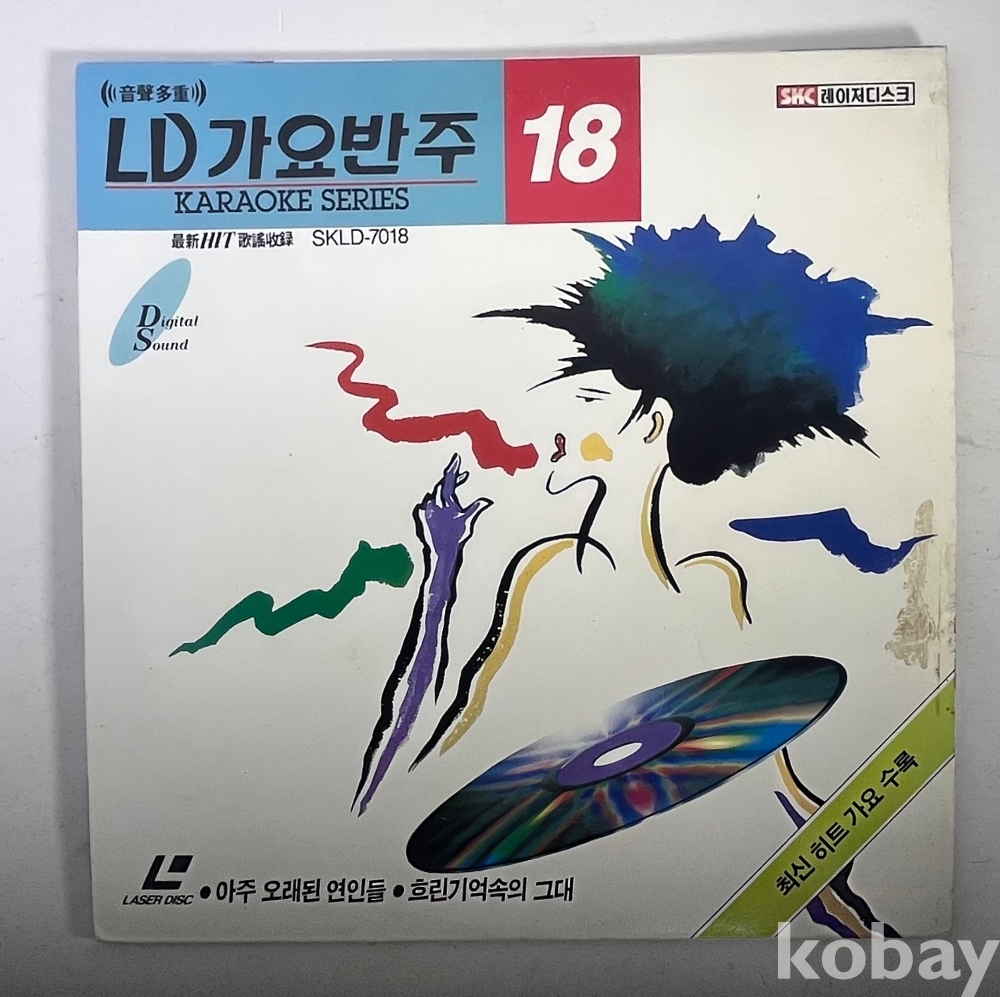 音聲多重
LD가요반주
18
KARAOKE SERIES
最新HIT歌謠收録 SKLD-7018
SKC 레이저디스크
Digital
Sound
최신 히트 가요 수록
LASER DISC
• 아주 오래된 연인들 • 흐린기억속의 그대
kobay